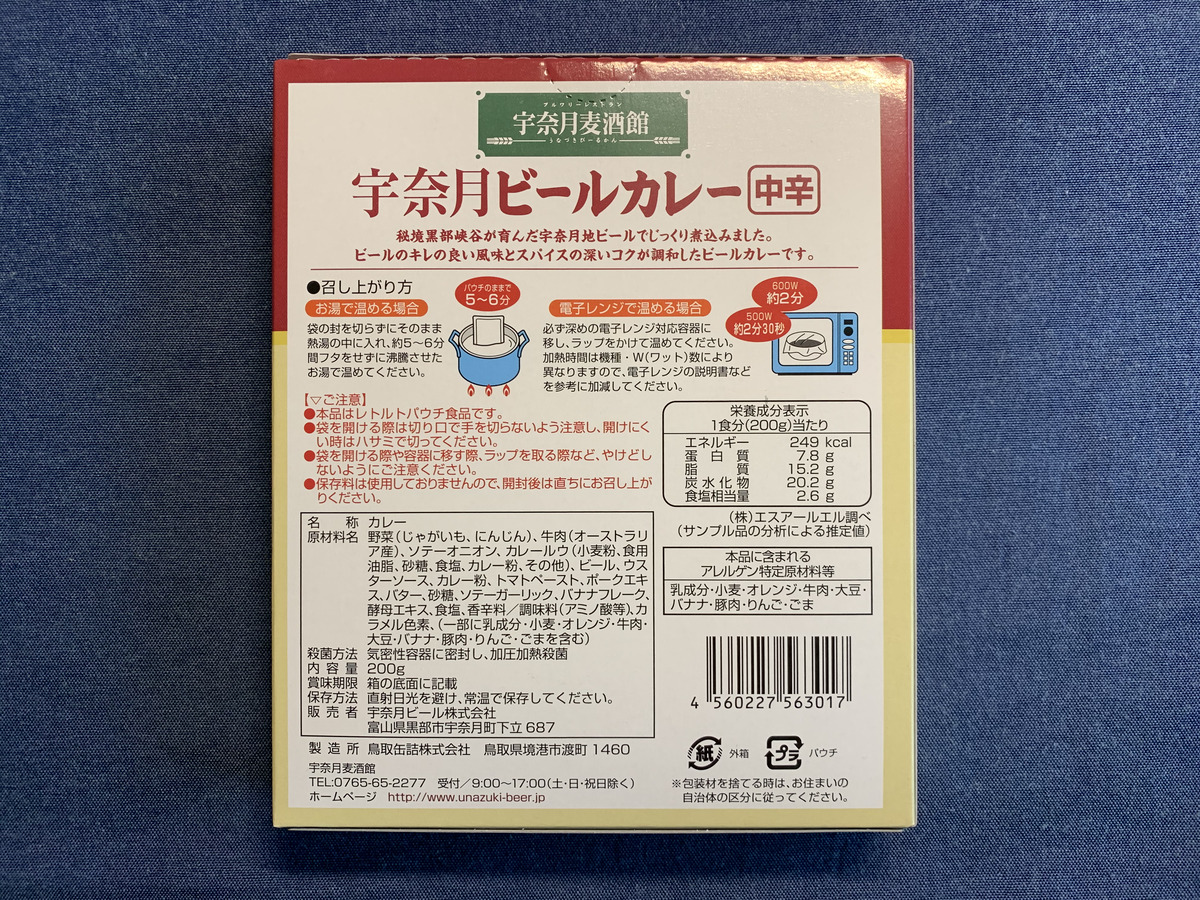 アルワリーレストラン
宇奈月麦酒館
うなづきびーるかん
宇奈月ビールカレー 中辛
秘境黒部峡谷が育んだ宇奈月地ビールでじっくり煮込みました。
ビールのキレの良い風味とスパイスの深いコクが調和したビールカレーです。
●召し上がり方
お湯で温める場合
パウチのままで
5〜6分
袋の封を切らずにそのまま
熱湯の中に入れ、約5〜6分
間フタをせずに沸騰させた
お湯で温めてください。
電子レンジで温める場合
600W
約2分
500W
約2分30秒
必ず深めの電子レンジ対応容器に
移し、ラップをかけて温めてください。
加熱時間は機種・W(ワット)数により
異なりますので、電子レンジの説明書など
を参考に加減してください。
【▽ご注意】
●本品はレトルトパウチ食品です。
●袋を開ける際は切り口で手を切らないよう注意し、開けにく
い時はハサミで切ってください。
●袋を開ける際や容器に移す際、ラップを取る際など、やけどし
ないようにご注意ください。
●保存料は使用しておりませんので、開封後は直ちにお召し上が
りください。
栄養成分表示
1食分(200g)当たり
エネルギー 249 kcal
蛋白質 7.8 g
脂質 15.2 g
炭水化物 20.2 g
食塩相当量 2.6 g
(株)エスアールエル調べ
(サンプル品の分析による推定値)
本品に含まれる
アレルゲン特定原材料等
乳成分・小麦・オレンジ・牛肉・大豆・
バナナ・豚肉・りんご・ごま
名称 カレー
原材料名 野菜(じゃがいも、にんじん)、牛肉(オーストラリ
ア産)、ソテーオニオン、カレールウ(小麦粉、食用
油脂、砂糖、食塩、カレー粉、その他)、ビール、ウス
ターソース、カレー粉、トマトペースト、ポークエキ
ス、バター、砂糖、ソテーガーリック、バナナフレーク、
酵母エキス、食塩、香辛料/調味料(アミノ酸等)、カ
ラメル色素、(一部に乳成分・小麦・オレンジ・牛肉・
大豆・バナナ・豚肉・りんご・ごまを含む)
殺菌方法 気密性容器に密封し、加圧加熱殺菌
内容量 200g
賞味期限 箱の底面に記載
保存方法 直射日光を避け、常温で保存してください。
販売者 宇奈月ビール株式会社
富山県黒部市宇奈月町下立687
製造所 鳥取缶詰株式会社 鳥取県境港市渡町1460
宇奈月麦酒館
TEL:0765-65-2277 受付/9:00〜17:00(土・日・祝日除く)
ホームページ http://www.unazuki-beer.jp
4 560227 563017
紙 外箱 プラ パウチ
※包装材を捨てる時は、お住まいの
自治体の区分に従ってください。